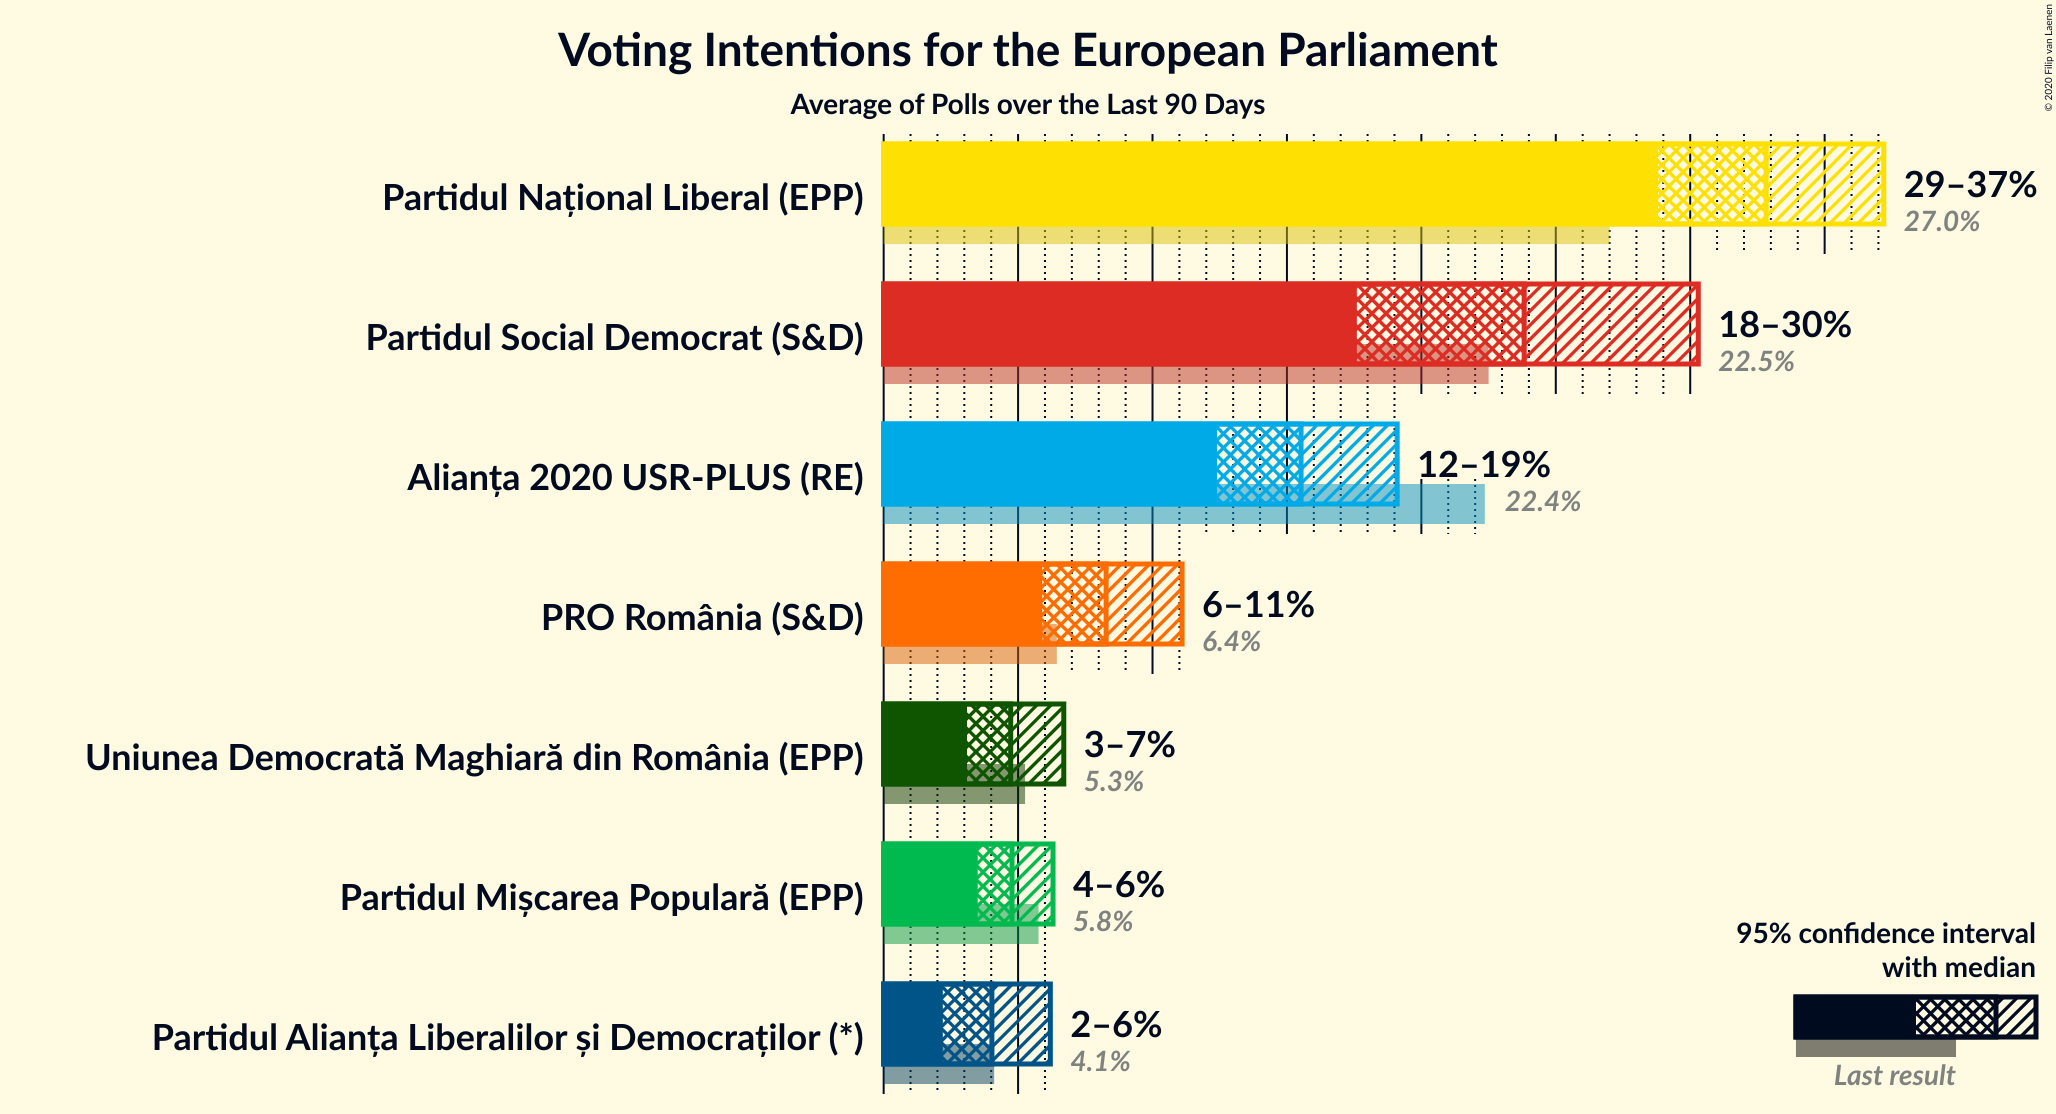 Voting Intentions for the European Parliament
Average of Polls over the Last 90 Days
© 2020 Filip van Laenen
Partidul Național Liberal (EPP)
29–37%
27.0%
Partidul Social Democrat (S&D)
18–30%
22.5%
Alianța 2020 USR-PLUS (RE)
12–19%
22.4%
PRO România (S&D)
6–11%
6.4%
Uniunea Democrată Maghiară din România (EPP)
3–7%
5.3%
Partidul Mișcarea Populară (EPP)
4–6%
5.8%
Partidul Alianța Liberalilor și Democraților (*)
2–6%
4.1%
95% confidence interval
with median
Last result